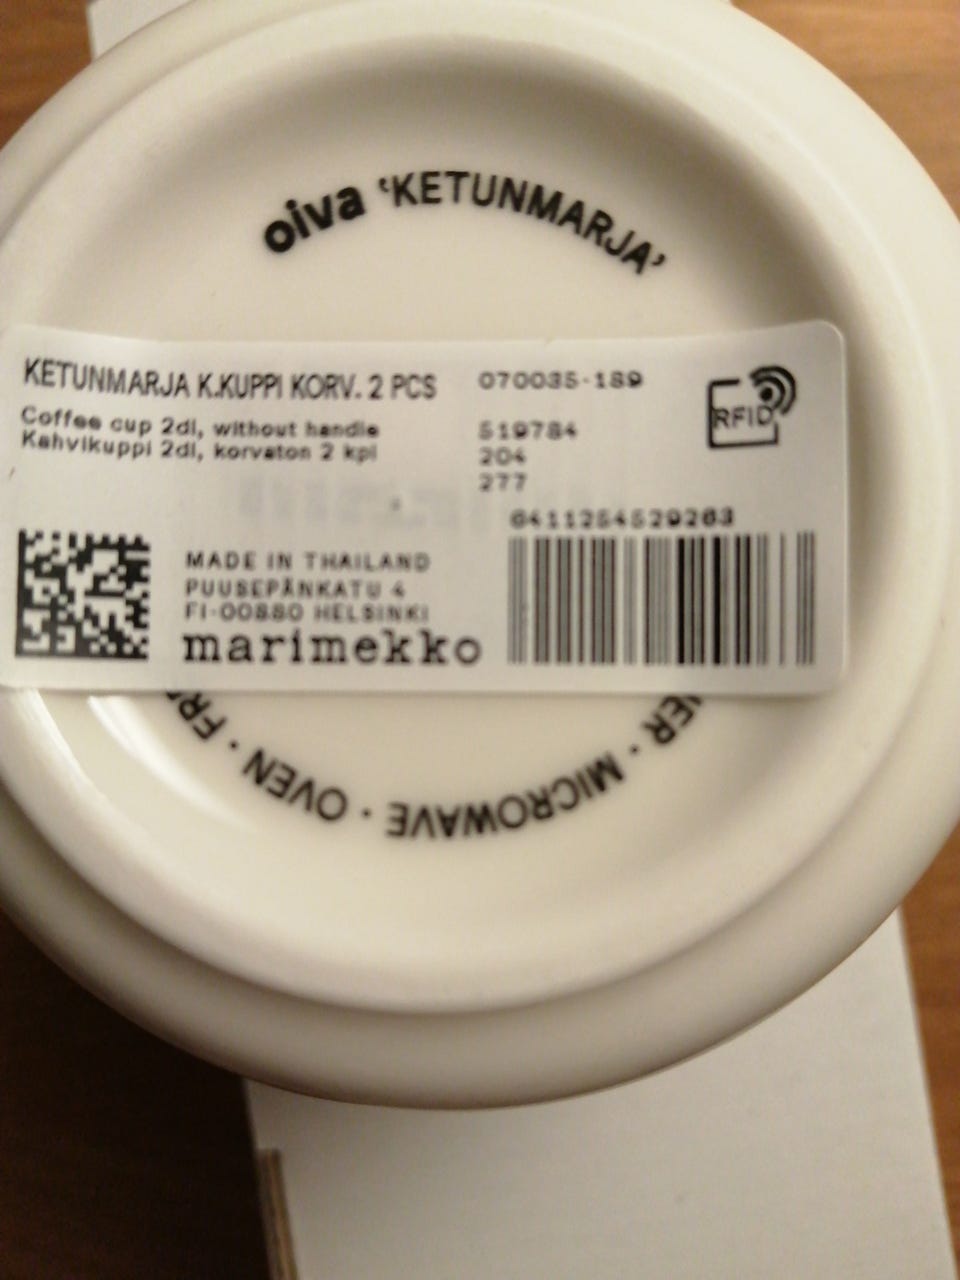 oiva ‘KETUNMARJA’
KETUNMARJA K.KUPPI KORV. 2 PCS
Coffee cup 2dl, without handle
Kahvikuppi 2dl, korvaton 2 kpl
070035-189
519784
204
277
RFID
6411254529263
MADE IN THAILAND
PUUSEPÄNKATU 4
FI-00880 HELSINKI
marimekko
MICROWAVE · OVEN ·